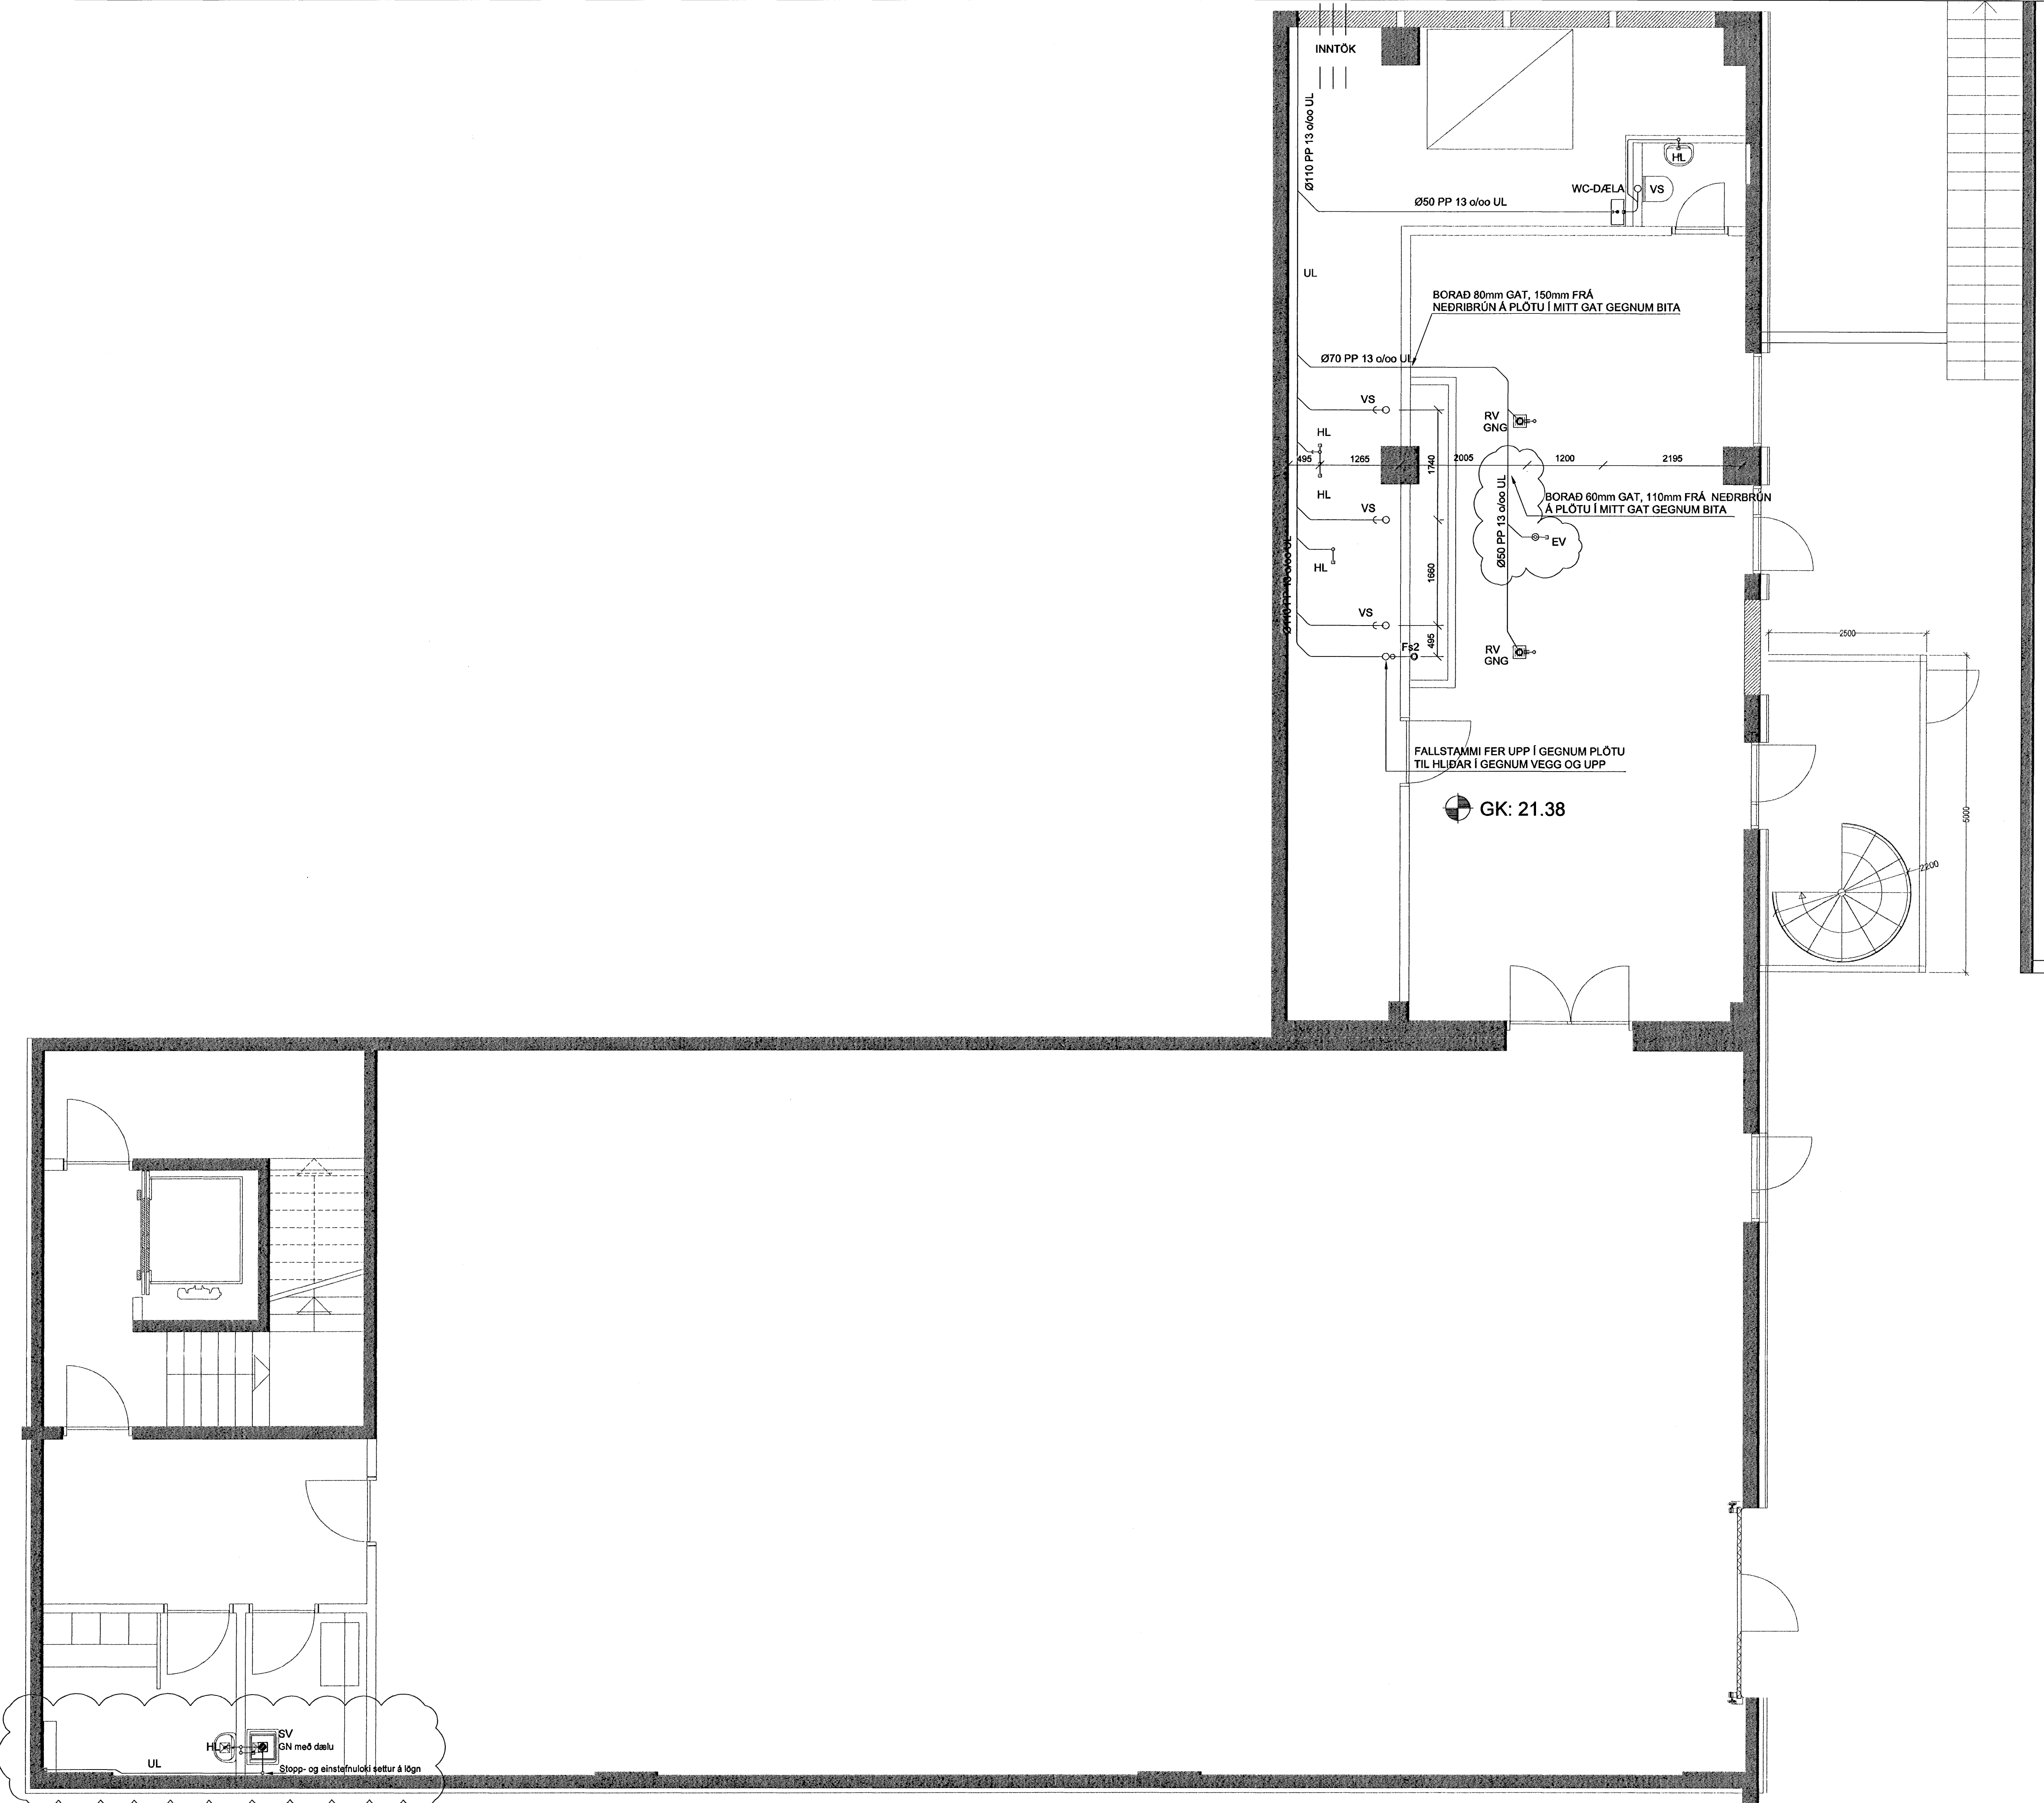 INNTÖK
Ø110 PP 13 o/oo UL
HL
WC-DÆLA
VS
Ø50 PP 13 o/oo UL
UL
BORAÐ 80mm GAT, 150mm FRÁ
NEÐRIBRÚN Á PLÖTU Í MITT GAT GEGNUM BITA
Ø70 PP 13 o/oo UL
VS
RV
GNG
HL
495
1265
1740
2005
1200
2195
HL
VS
BORAÐ 60mm GAT, 110mm FRÁ NEÐRBRÚN
Á PLÖTU Í MITT GAT GEGNUM BITA
Ø50 PP 13 o/oo UL
EV
HL
Ø110 PP 13 o/oo UL
1660
VS
495
Fs2
RV
GNG
2500
5000
FALLSTAMMI FER UPP Í GEGNUM PLÖTU
TIL HLIÐAR Í GEGNUM VEGG OG UPP
GK: 21.38
2200
SV
HL
GN með dælu
UL
Stopp- og einstefnuloki settur á lögn